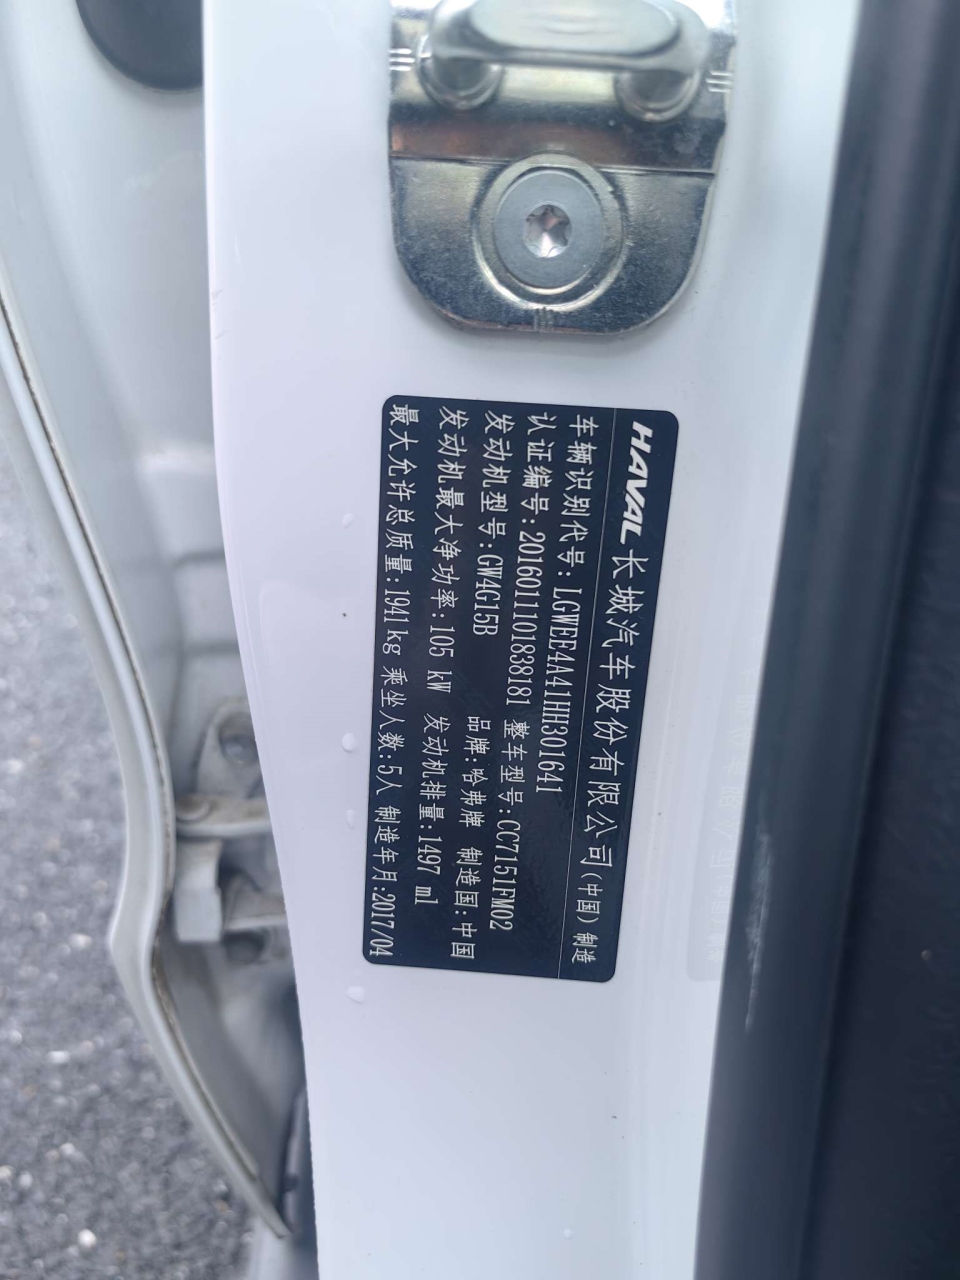 HAVAL 长城汽车股份有限公司(中国)制造
车辆识别代号:LGWEE4A41HH301641
认证编号:2016011101838181 整车型号:CC7151FM02
发动机型号:GW4G15B 品牌:哈弗牌 制造国:中国
发动机最大净功率:105 kW 发动机排量:1497 ml
最大允许总质量:1941kg 乘坐人数:5人 制造年月:2017/04